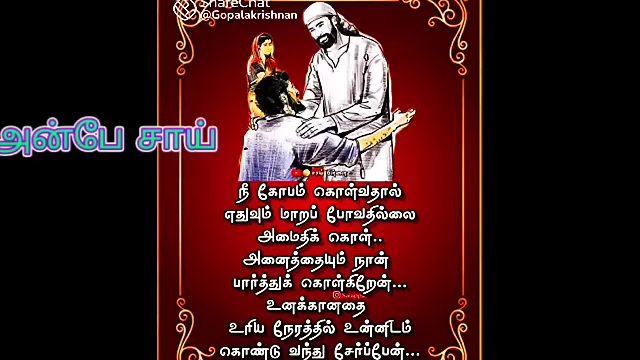 ShareChat
@Gopalakrishnan
அன்பே சாய்
நீ கோபம் கொள்வதால்
எதுவும் மாறப் போவதில்லை
அமைதிக் கொள்..
அனைத்தையும் நான்
பார்த்துக் கொள்கிறேன்...
உனக்கானதை
உரிய நேரத்தில் உன்னிடம்
கொண்டு வந்து சேர்ப்பேன்...